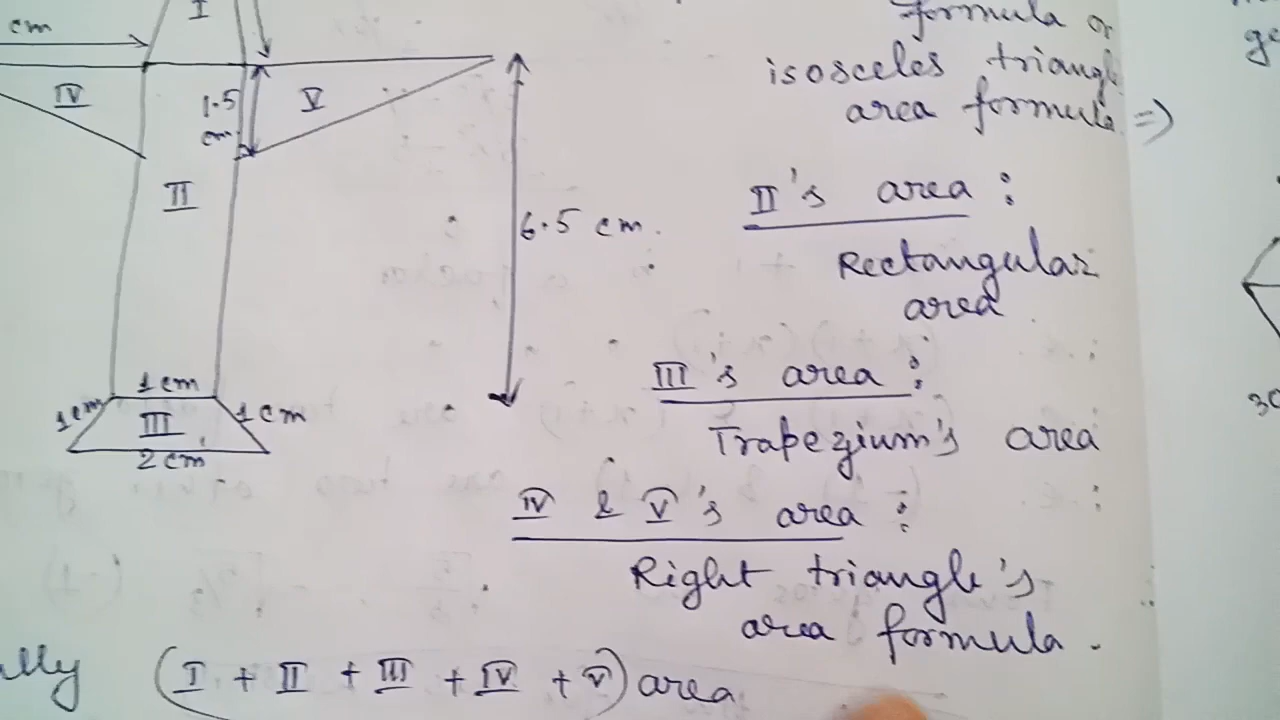 cm
I
formula or
isosceles triangle
area formula =>
IV
1.5
cm
V
II
6.5 cm.
II's area :
Rectangular
area
III's area :
Trapezium's area
1 cm
1 cm
III
1 cm
2 cm
IV & V's area :
Right triangle's
area formula.
(I + II + III + IV + V) area